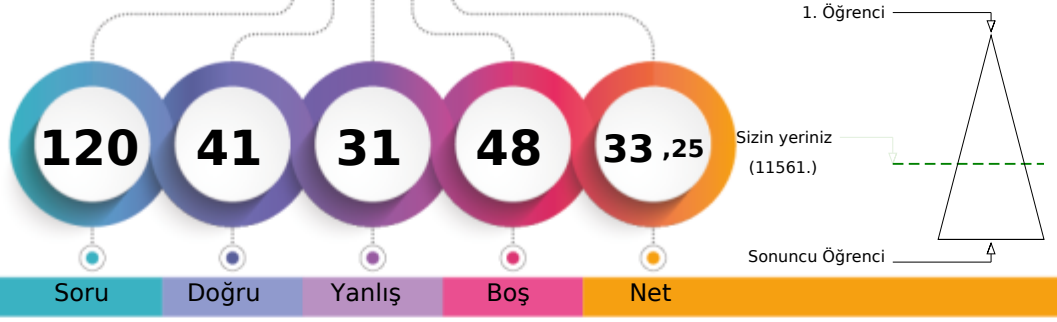 1. Öğrenci
120 41 31 48 33 ,25
Sizin yeriniz
(11561.)
Sonuncu Öğrenci
Soru Doğru Yanlış Boş Net